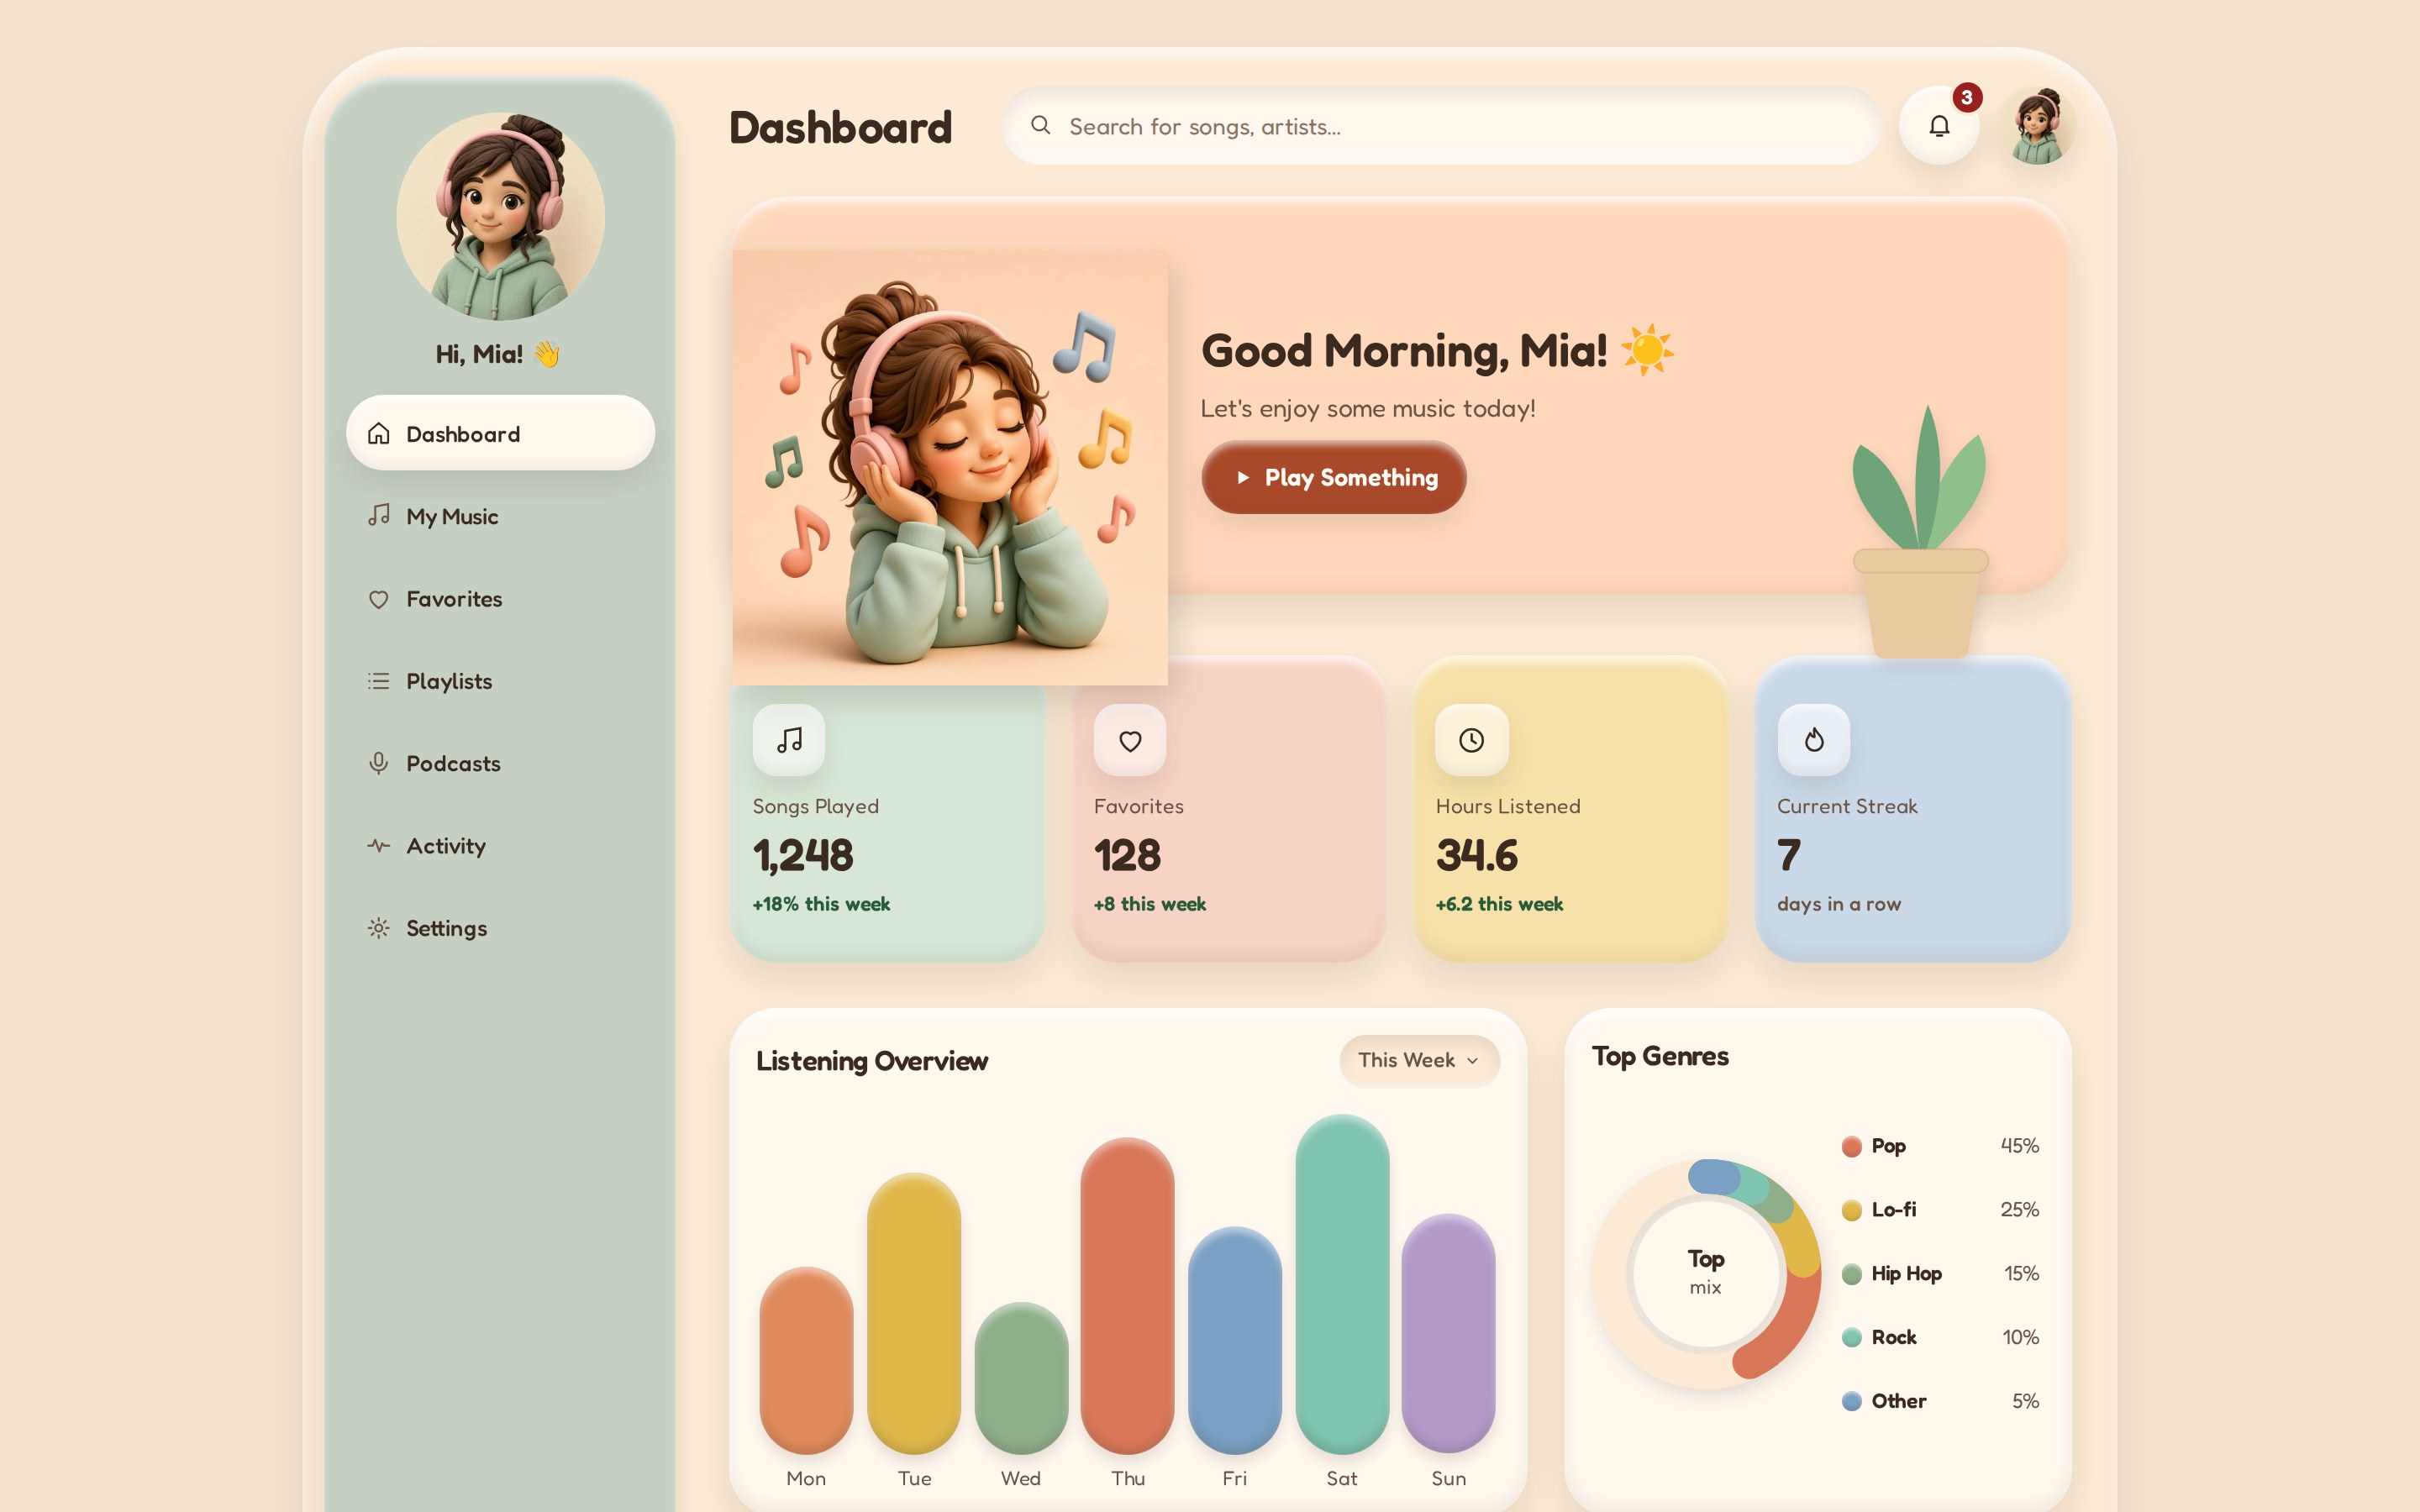 Hi, Mia! 👋
Dashboard
My Music
Favorites
Playlists
Podcasts
Activity
Settings
Dashboard
Search for songs, artists...
3
Good Morning, Mia! ☀️
Let's enjoy some music today!
Play Something
Songs Played
1,248
+18% this week
Favorites
128
+8 this week
Hours Listened
34.6
+6.2 this week
Current Streak
7
days in a row
Listening Overview
This Week
Mon Tue Wed Thu Fri Sat Sun
Top Genres
Top
mix
Pop 45%
Lo-fi 25%
Hip Hop 15%
Rock 10%
Other 5%